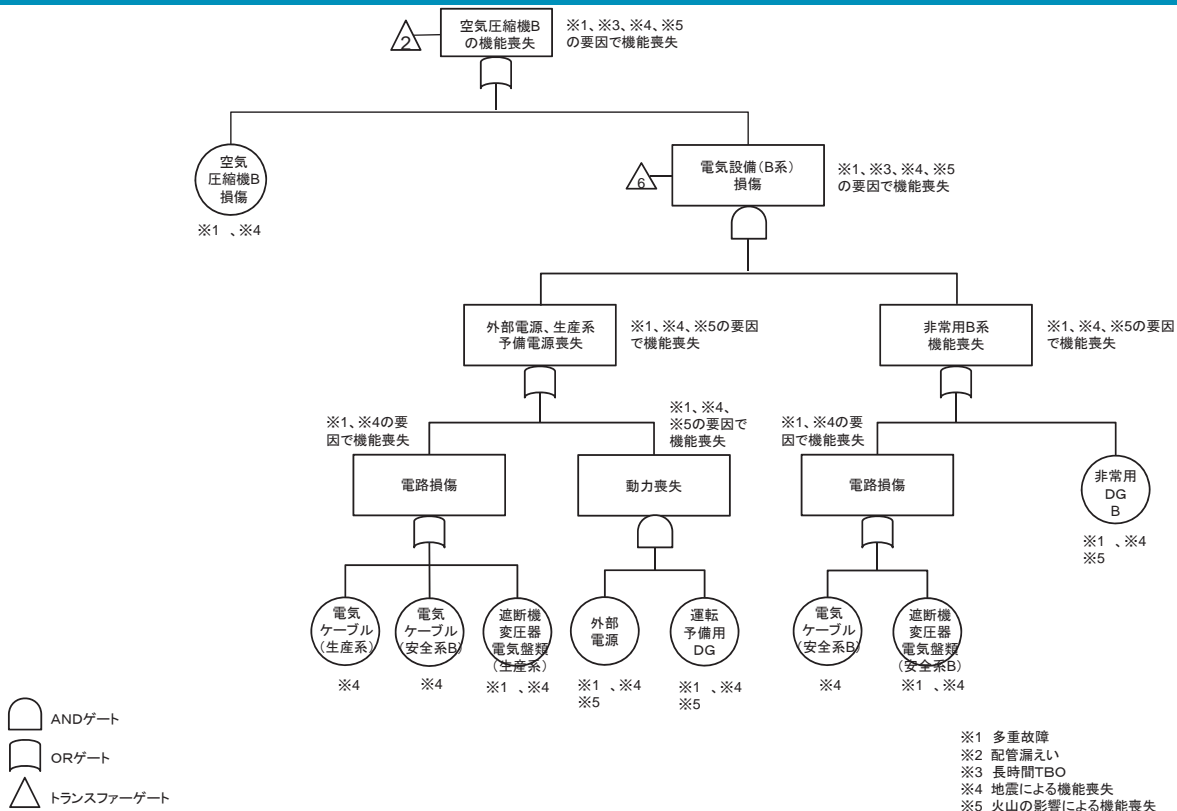 空気圧縮機B
の機能喪失
※1、※3、※4、※5
の要因で機能喪失
2
空気
圧縮機B
損傷
※1 、※4
電気設備(B系)
損傷
※1、※3、※4、※5
の要因で機能喪失
6
外部電源、生産系
予備電源喪失
※1、※4、※5の要因
で機能喪失
非常用B系
機能喪失
※1、※4、※5の要因
で機能喪失
※1、※4の要
因で機能喪失
電路損傷
※1、※4、
※5の要因で
機能喪失
動力喪失
※1、※4の要
因で機能喪失
電路損傷
非常用
DG
B
※1 、※4
※5
電気
ケーブル
(生産系)
※4
電気
ケーブル
(安全系B)
※4
遮断機
変圧器
電気盤類
(生産系)
※1 、※4
外部
電源
※1 、※4
※5
運転
予備用
DG
※1 、※4
※5
電気
ケーブル
(安全系B)
※4
遮断機
変圧器
電気盤類
(安全系B)
※1 、※4
ANDゲート
ORゲート
トランスファーゲート
※1 多重故障
※2 配管漏えい
※3 長時間TBO
※4 地震による機能喪失
※5 火山の影響による機能喪失